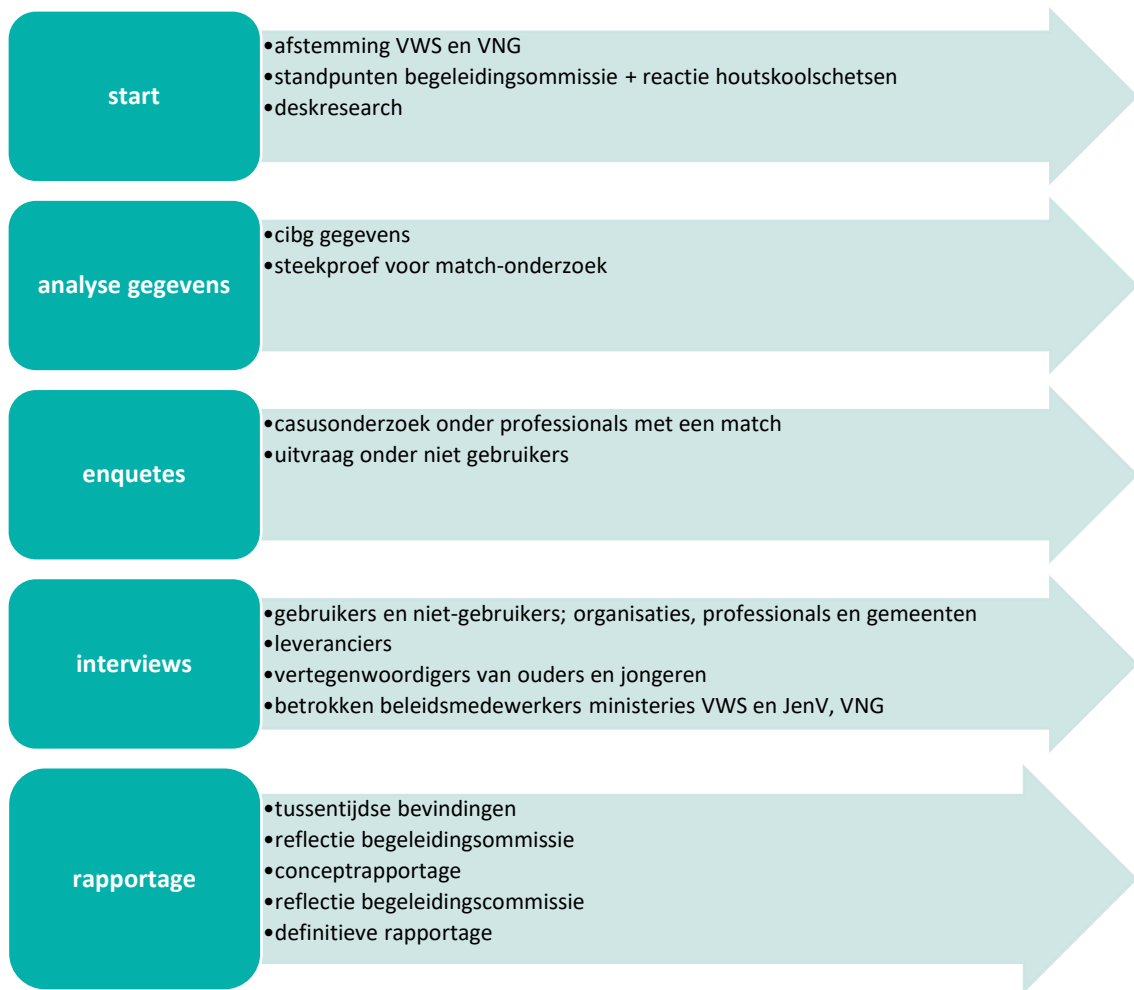 start
•afstemming VWS en VNG
•standpunten begeleidingsommissie + reactie houtskoolschetsen
•deskresearch
analyse gegevens
•cibg gegevens
•steekproef voor match-onderzoek
enquetes
•casusonderzoek onder professionals met een match
•uitvraag onder niet gebruikers
interviews
•gebruikers en niet-gebruikers; organisaties, professionals en gemeenten
•leveranciers
•vertegenwoordigers van ouders en jongeren
•betrokken beleidsmedewerkers ministeries VWS en JenV, VNG
rapportage
•tussentijdse bevindingen
•reflectie begeleidingsommissie
•conceptrapportage
•reflectie begeleidingscommissie
•definitieve rapportage